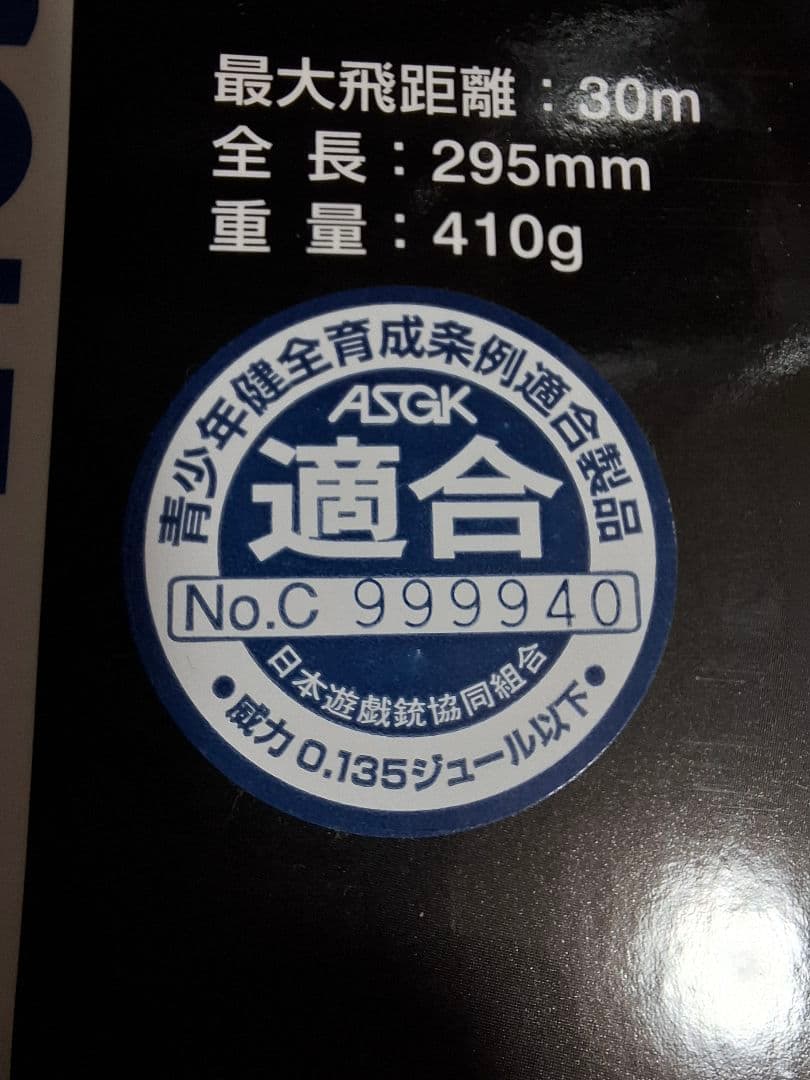 最大飛距離：30m
全 長：295mm
重 量：410g
青少年健全育成条例適合製品
ASGK
適合
No.C 999940
日本遊戯銃協同組合
●威力 0.135ジュール以下●